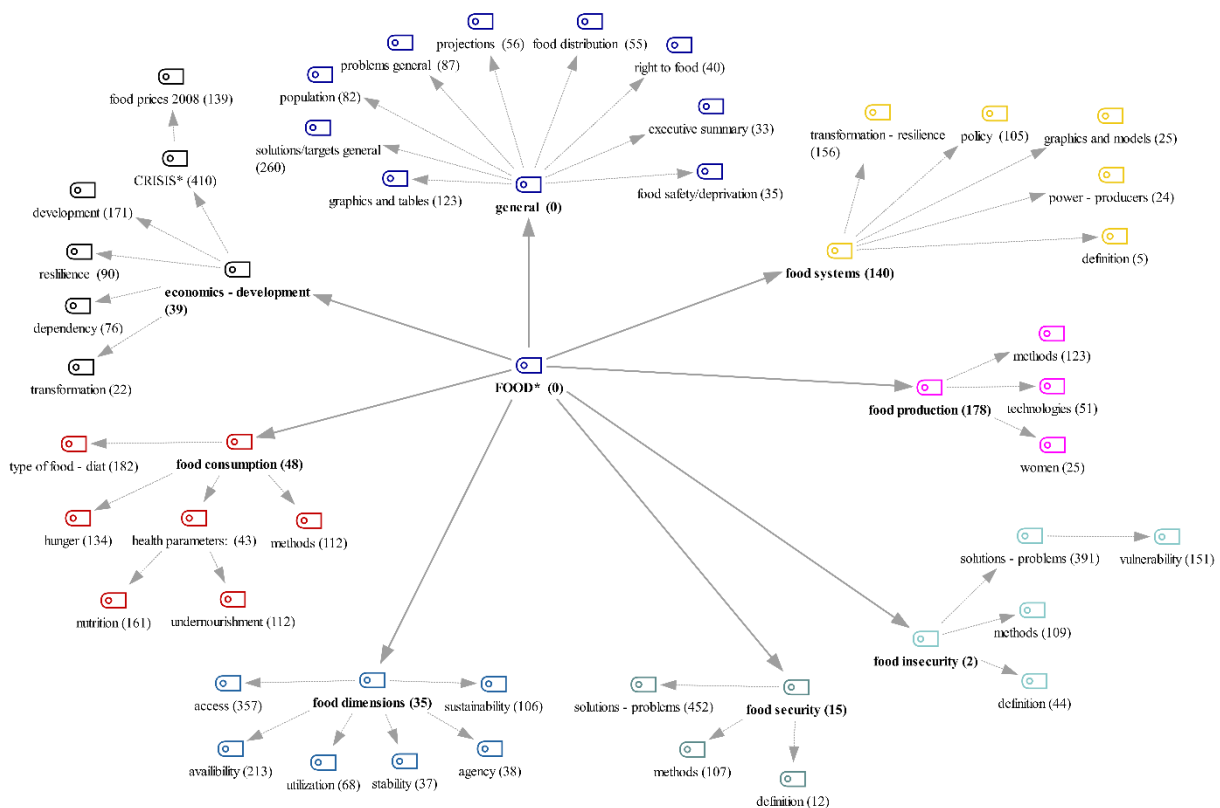 projections (56)
food distribution (55)
problems general (87)
right to food (40)
food prices 2008 (139)
population (82)
executive summary (33)
transformation - resilience
(156)
policy (105)
graphics and models (25)
solutions/targets general
(260)
CRISIS* (410)
graphics and tables (123)
general (0)
food safety/deprivation (35)
power - producers (24)
development (171)
reslilience (90)
food systems (140)
definition (5)
economics - development
(39)
dependency (76)
methods (123)
transformation (22)
FOOD* (0)
food production (178)
technologies (51)
type of food - diat (182)
food consumption (48)
women (25)
hunger (134)
health parameters: (43)
methods (112)
solutions - problems (391)
vulnerability (151)
nutrition (161)
undernourishment (112)
methods (109)
food insecurity (2)
access (357)
food dimensions (35)
sustainability (106)
solutions - problems (452)
food security (15)
definition (44)
availibility (213)
utilization (68)
stability (37)
agency (38)
methods (107)
definition (12)